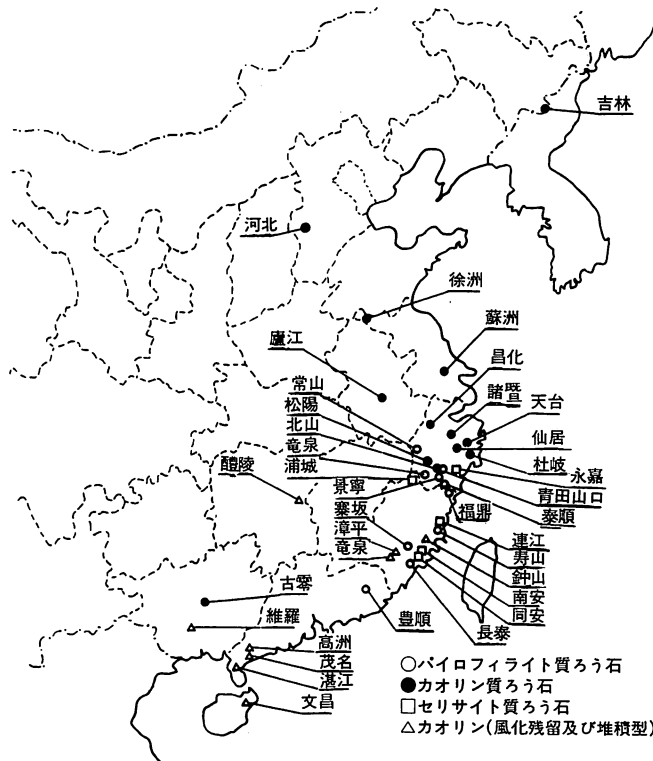 吉林
河北
徐洲
蘇洲
廬江
昌化
常山
諸暨
松陽
天台
北山
仙居
竜泉
杜岐
浦城
永嘉
醴陵
景寧
青田山口
福鼎
泰順
寨坂
漳平
連江
竜泉
寿山
鈡山
南安
古零
同安
維羅
豊順
長泰
高洲
茂名
湛江
文昌
○パイロフィライト質ろう石
●カオリン質ろう石
□セリサイト質ろう石
△カオリン(風化残留及び堆積型)